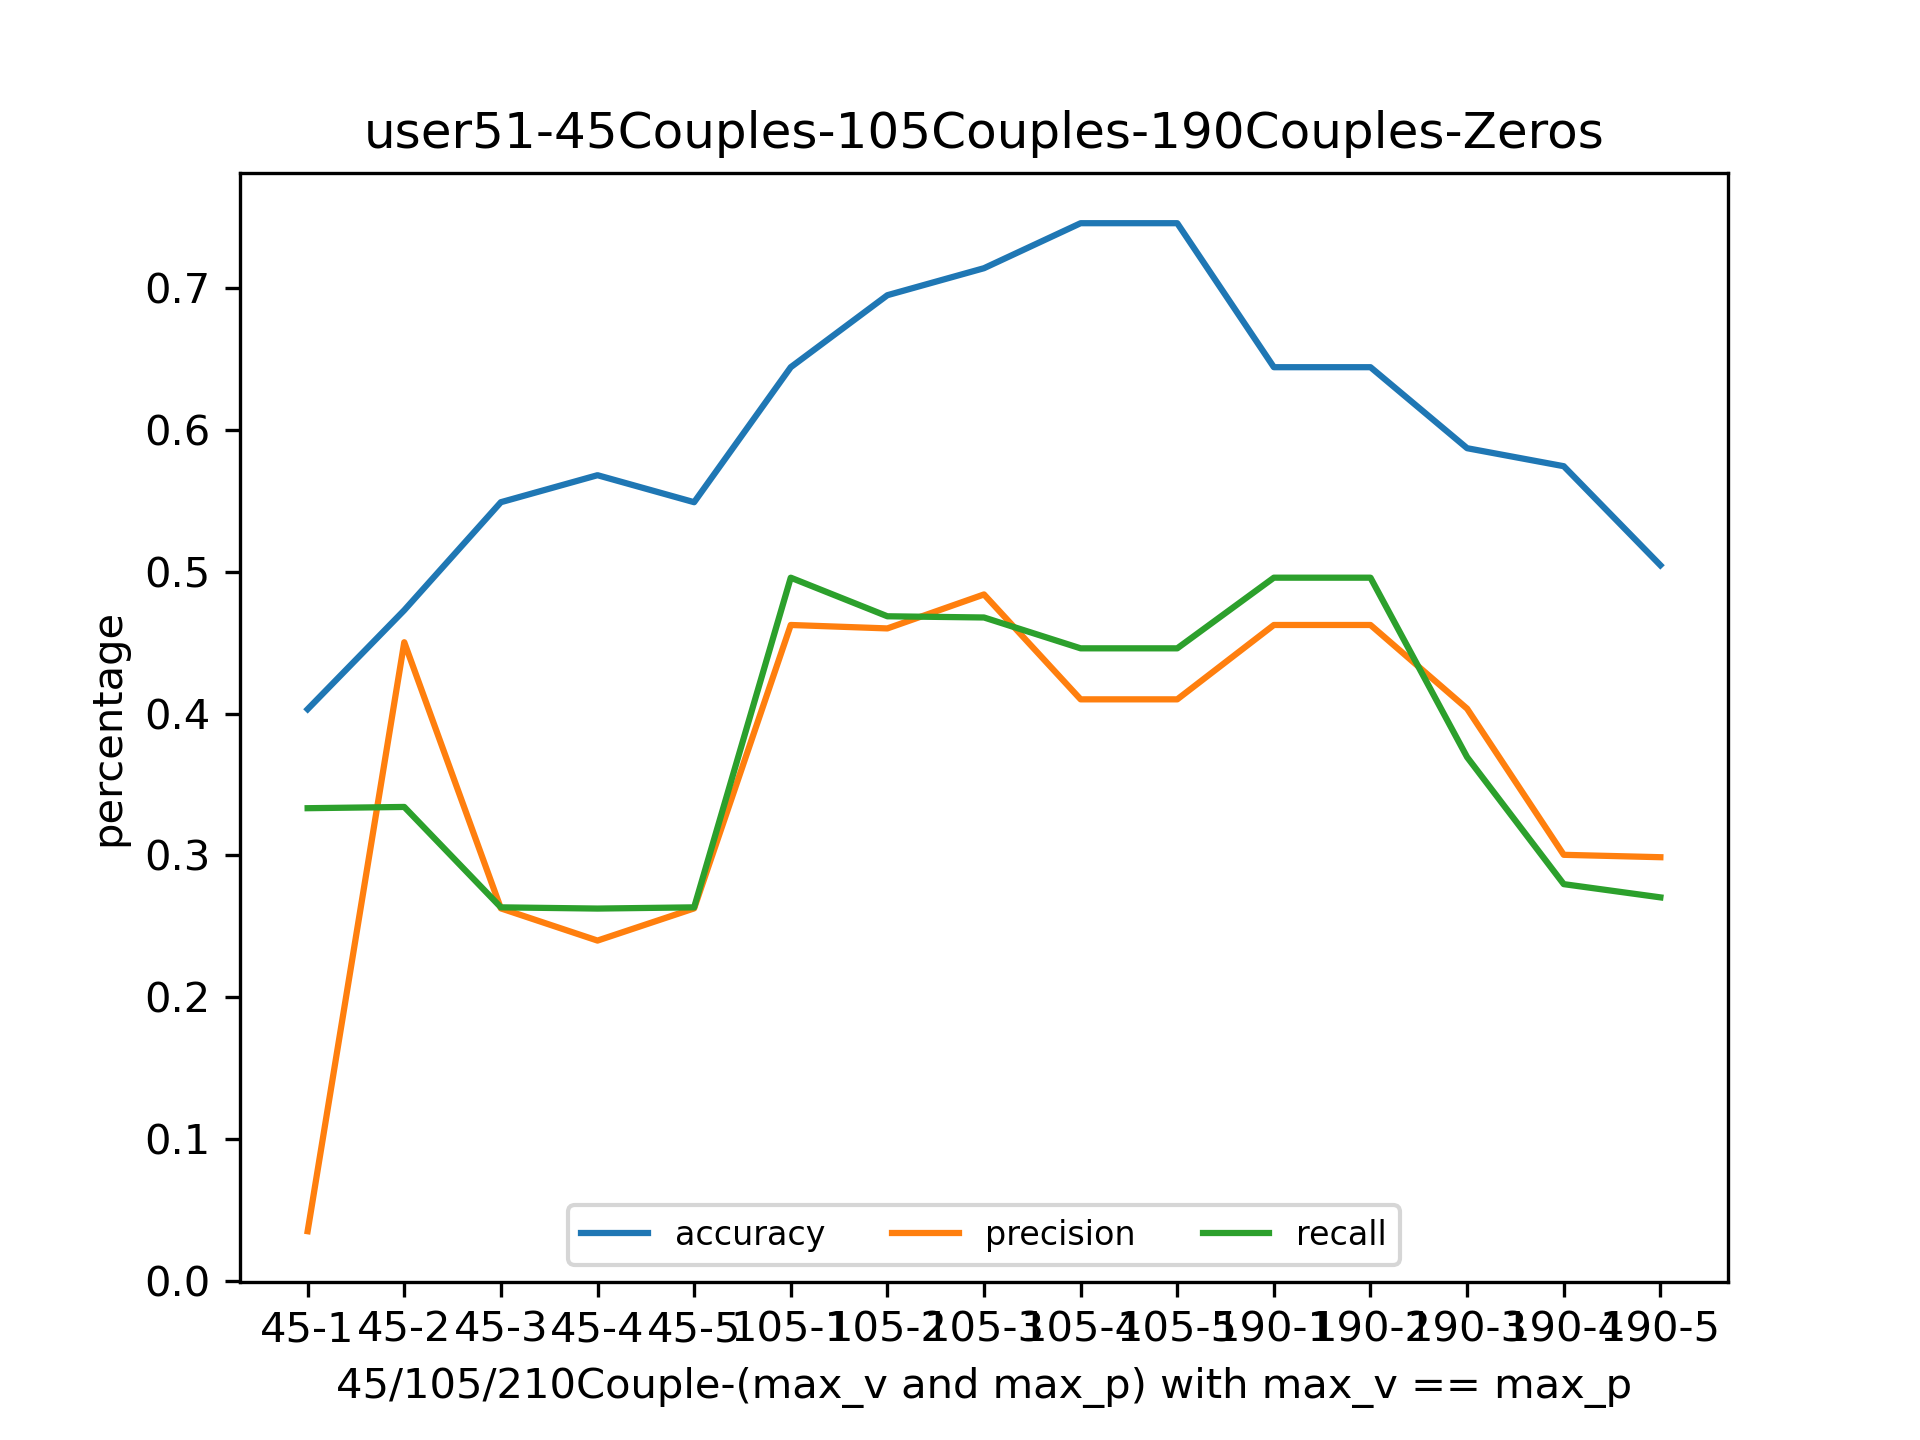 user51-45Couples-105Couples-190Couples-Zeros
percentage
0.7
0.6
0.5
0.4
0.3
0.2
0.1
0.0
accuracy precision recall
45-1 45-2 45-3 45-4 45-5 105-1 105-2 105-3 105-4 105-5 190-1 190-2 190-3 190-4 190-5
45/105/210Couple-(max_v and max_p) with max_v == max_p